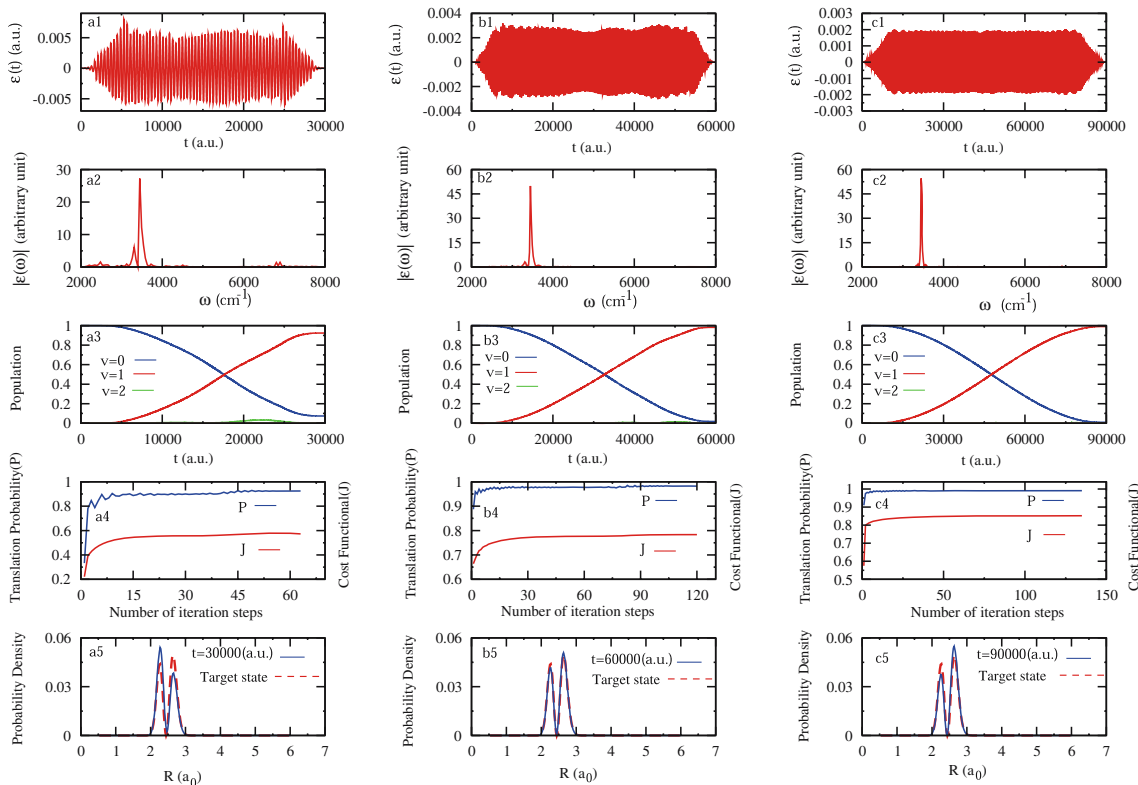 a1
0.005
0
-0.005
ε(t) (a.u.)
0 10000 20000 30000
t (a.u.)
b1
0.004
0.002
0
-0.002
-0.004
ε(t) (a.u.)
0 20000 40000 60000
t (a.u.)
c1
0.003
0.002
0.001
0
-0.001
-0.002
-0.003
ε(t) (a.u.)
0 30000 60000 90000
t (a.u.)
a2
30
20
10
0
|ε(ω)| (arbitrary unit)
2000 4000 6000 8000
ω (cm-1)
b2
60
45
30
15
0
|ε(ω)| (arbitrary unit)
2000 4000 6000 8000
ω (cm-1)
c2
60
45
30
15
0
|ε(ω)| (arbitrary unit)
2000 4000 6000 8000
ω (cm-1)
a3
1
0.8
0.6
0.4
0.2
0
Population
v=0
v=1
v=2
0 10000 20000 30000
t (a.u.)
b3
1
0.8
0.6
0.4
0.2
0
Population
v=0
v=1
v=2
0 20000 40000 60000
t (a.u.)
c3
1
0.8
0.6
0.4
0.2
0
Population
v=0
v=1
v=2
0 30000 60000 90000
t (a.u.)
a4
1
0.8
0.6
0.4
0.2
Translation Probability(P)
P
J
Cost Functional(J)
0 15 30 45 60
Number of iteration steps
b4
1
0.9
0.8
0.7
0.6
Translation Probability(P)
P
J
Cost Functional(J)
0 30 60 90 120
Number of iteration steps
c4
1
0.9
0.8
0.7
0.6
0.5
Translation Probability(P)
P
J
Cost Functional(J)
0 50 100 150
Number of iteration steps
a5
0.06
0.03
0
Probability Density
t=30000(a.u.)
Target state
0 1 2 3 4 5 6 7
R (a0)
b5
0.06
0.03
0
Probability Density
t=60000(a.u.)
Target state
0 1 2 3 4 5 6 7
R (a0)
c5
0.06
0.03
0
Probability Density
t=90000(a.u.)
Target state
0 1 2 3 4 5 6 7
R (a0)